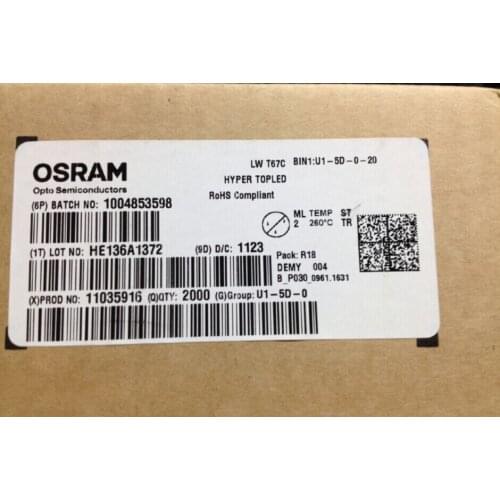 LW T67C BIN1:U1-5D-0-20
HYPER TOPLED
RoHS Compliant
OSRAM
Opto Semiconductors
(6P) BATCH NO: 1004853598
ML TEMP ST
2 260°C TR
(1T) LOT NO: HE136A1372 (9D) D/C: 1123
Pack: R18
DEMY 004
B_P030_0961.1631
(X)PROD NO: 11035916 (Q)QTY: 2000 (G)Group: U1-5D-0